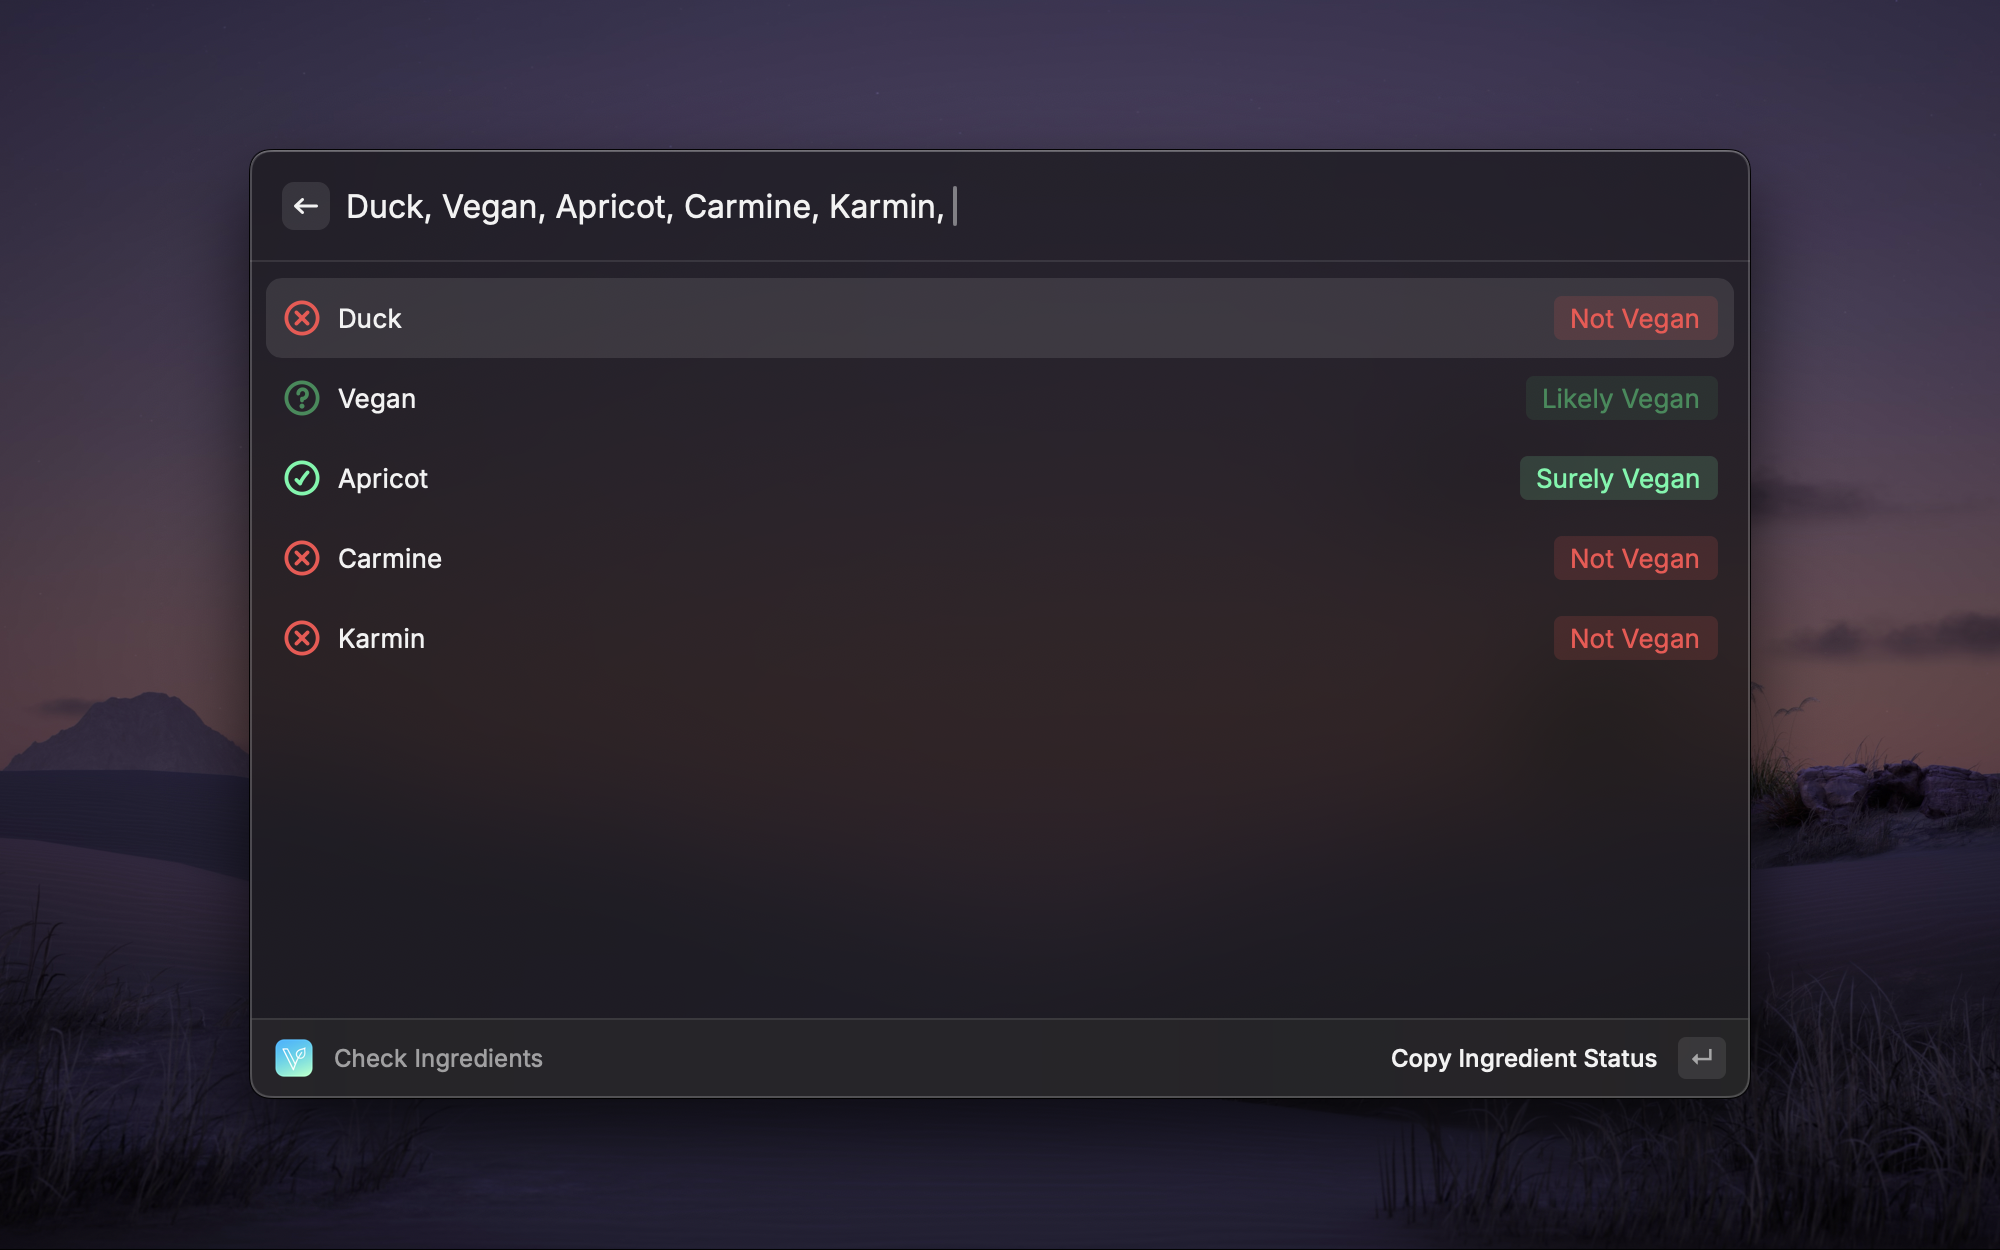 Duck, Vegan, Apricot, Carmine, Karmin,
Duck Not Vegan
Vegan Likely Vegan
Apricot Surely Vegan
Carmine Not Vegan
Karmin Not Vegan
Check Ingredients Copy Ingredient Status